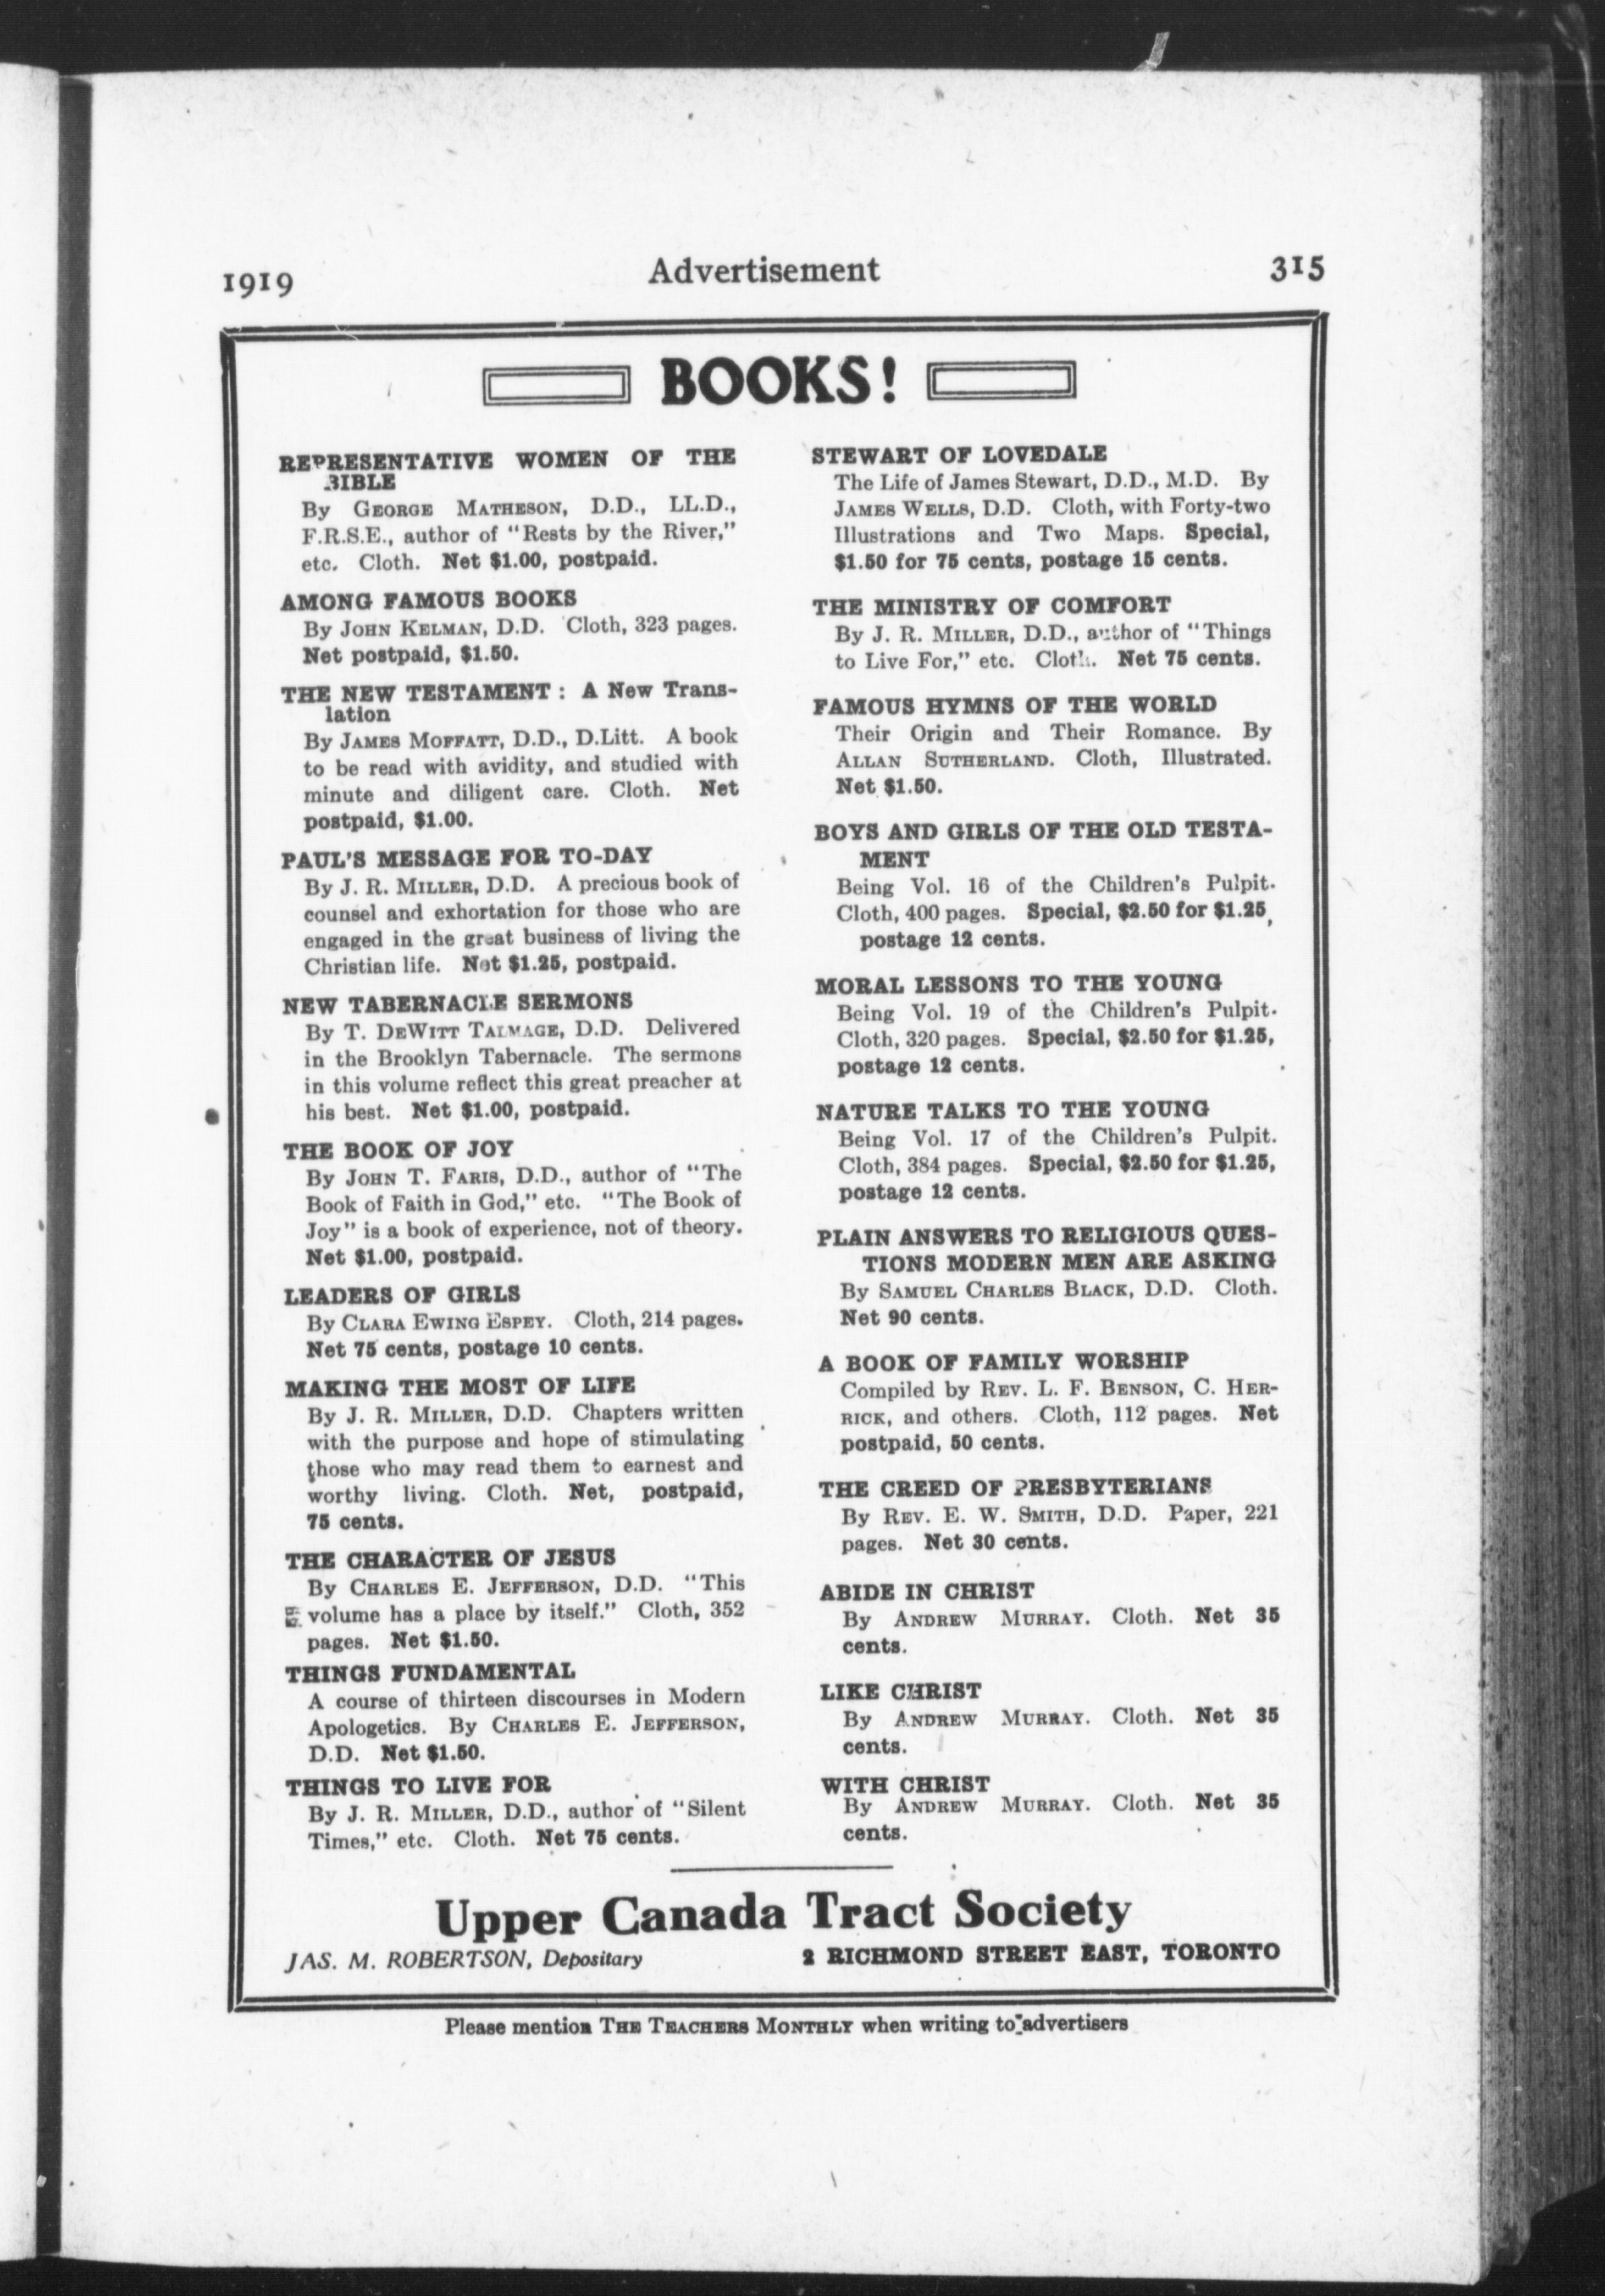 1919
Advertisement
315
BOOKS!
REPRESENTATIVE WOMEN OF THE
BIBLE
By GEORGE MATHESON, D.D., LL.D.,
F.R.S.E., author of "Rests by the River,"
etc. Cloth. Net $1.00, postpaid.
AMONG FAMOUS BOOKS
By JOHN KELMAN, D.D. Cloth, 323 pages.
Net postpaid, $1.50.
THE NEW TESTAMENT: A New Trans-
lation
By JAMES MOFFATT, D.D., D.Litt. A book
to be read with avidity, and studied with
minute and diligent care. Cloth. Net
postpaid, $1.00.
PAUL'S MESSAGE FOR TO-DAY
By J. R. MILLER, D.D. A precious book of
counsel and exhortation for those who are
engaged in the great business of living the
Christian life. Net $1.25, postpaid.
NEW TABERNACLE SERMONS
By T. DEWITT TALMAGE, D.D. Delivered
in the Brooklyn Tabernacle. The sermons
in this volume reflect this great preacher at
his best. Net $1.00, postpaid.
THE BOOK OF JOY
By JOHN T. FARIS, D.D., author of "The
Book of Faith in God," etc. "The Book of
Joy" is a book of experience, not of theory.
Net $1.00, postpaid.
LEADERS OF GIRLS
By CLARA EWING ESPEY. Cloth, 214 pages.
Net 75 cents, postage 10 cents.
MAKING THE MOST OF LIFE
By J. R. MILLER, D.D. Chapters written
with the purpose and hope of stimulating
those who may read them to earnest and
worthy living. Cloth. Net, postpaid,
75 cents.
THE CHARACTER OF JESUS
By CHARLES E. JEFFERSON, D.D. "This
volume has a place by itself." Cloth, 352
pages. Net $1.50.
THINGS FUNDAMENTAL
A course of thirteen discourses in Modern
Apologetics. By CHARLES E. JEFFERSON,
D.D. Net $1.50.
THINGS TO LIVE FOR
By J. R. MILLER, D.D., author of "Silent
Times," etc. Cloth. Net 75 cents.
STEWART OF LOVEDALE
The Life of James Stewart, D.D., M.D. By
JAMES WELLS, D.D. Cloth, with Forty-two
Illustrations and Two Maps. Special,
$1.50 for 75 cents, postage 15 cents.
THE MINISTRY OF COMFORT
By J. R. MILLER, D.D., author of "Things
to Live For," etc. Cloth. Net 75 cents.
FAMOUS HYMNS OF THE WORLD
Their Origin and Their Romance. By
ALLAN SUTHERLAND. Cloth, Illustrated.
Net $1.50.
BOYS AND GIRLS OF THE OLD TESTA-
MENT
Being Vol. 16 of the Children's Pulpit.
Cloth, 400 pages. Special, $2.50 for $1.25,
postage 12 cents.
MORAL LESSONS TO THE YOUNG
Being Vol. 19 of the Children's Pulpit.
Cloth, 320 pages. Special, $2.50 for $1.25,
postage 12 cents.
NATURE TALKS TO THE YOUNG
Being Vol. 17 of the Children's Pulpit.
Cloth, 384 pages. Special, $2.50 for $1.25,
postage 12 cents.
PLAIN ANSWERS TO RELIGIOUS QUES-
TIONS MODERN MEN ARE ASKING
By SAMUEL CHARLES BLACK, D.D. Cloth.
Net 90 cents.
A BOOK OF FAMILY WORSHIP
Compiled by REV. L. F. BENSON, C. HER-
RICK, and others. Cloth, 112 pages. Net
postpaid, 50 cents.
THE CREED OF PRESBYTERIANS
By REV. E. W. SMITH, D.D. Paper, 221
pages. Net 30 cents.
ABIDE IN CHRIST
By ANDREW MURRAY. Cloth. Net 35
cents.
LIKE CHRIST
By ANDREW MURRAY. Cloth. Net 35
cents.
WITH CHRIST
By ANDREW MURRAY. Cloth. Net 35
cents.
Upper Canada Tract Society
JAS. M. ROBERTSON, Depositary
2 RICHMOND STREET EAST, TORONTO
Please mention THE TEACHERS MONTHLY when writing to advertisers